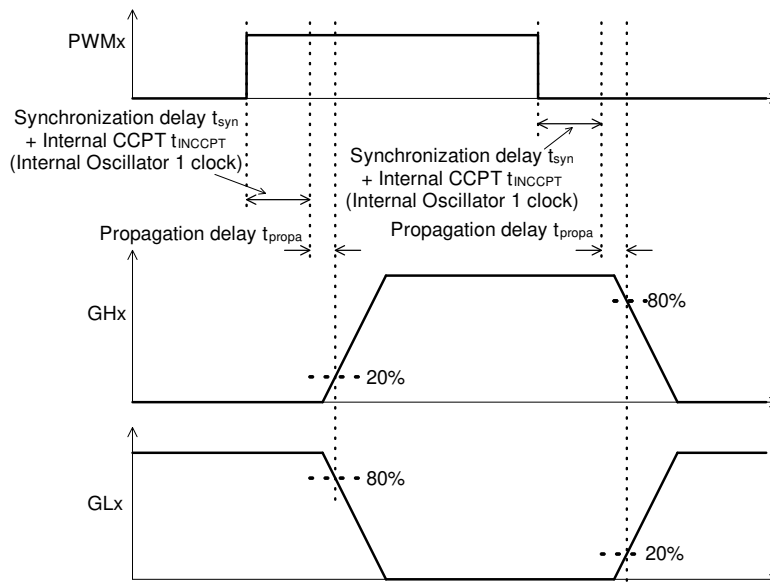 PWMx
Synchronization delay tsyn
+ Internal CCPT tINCCPT
(Internal Oscillator 1 clock)
Synchronization delay tsyn
+ Internal CCPT tINCCPT
(Internal Oscillator 1 clock)
Propagation delay tpropa
Propagation delay tpropa
GHx
80%
20%
GLx
80%
20%